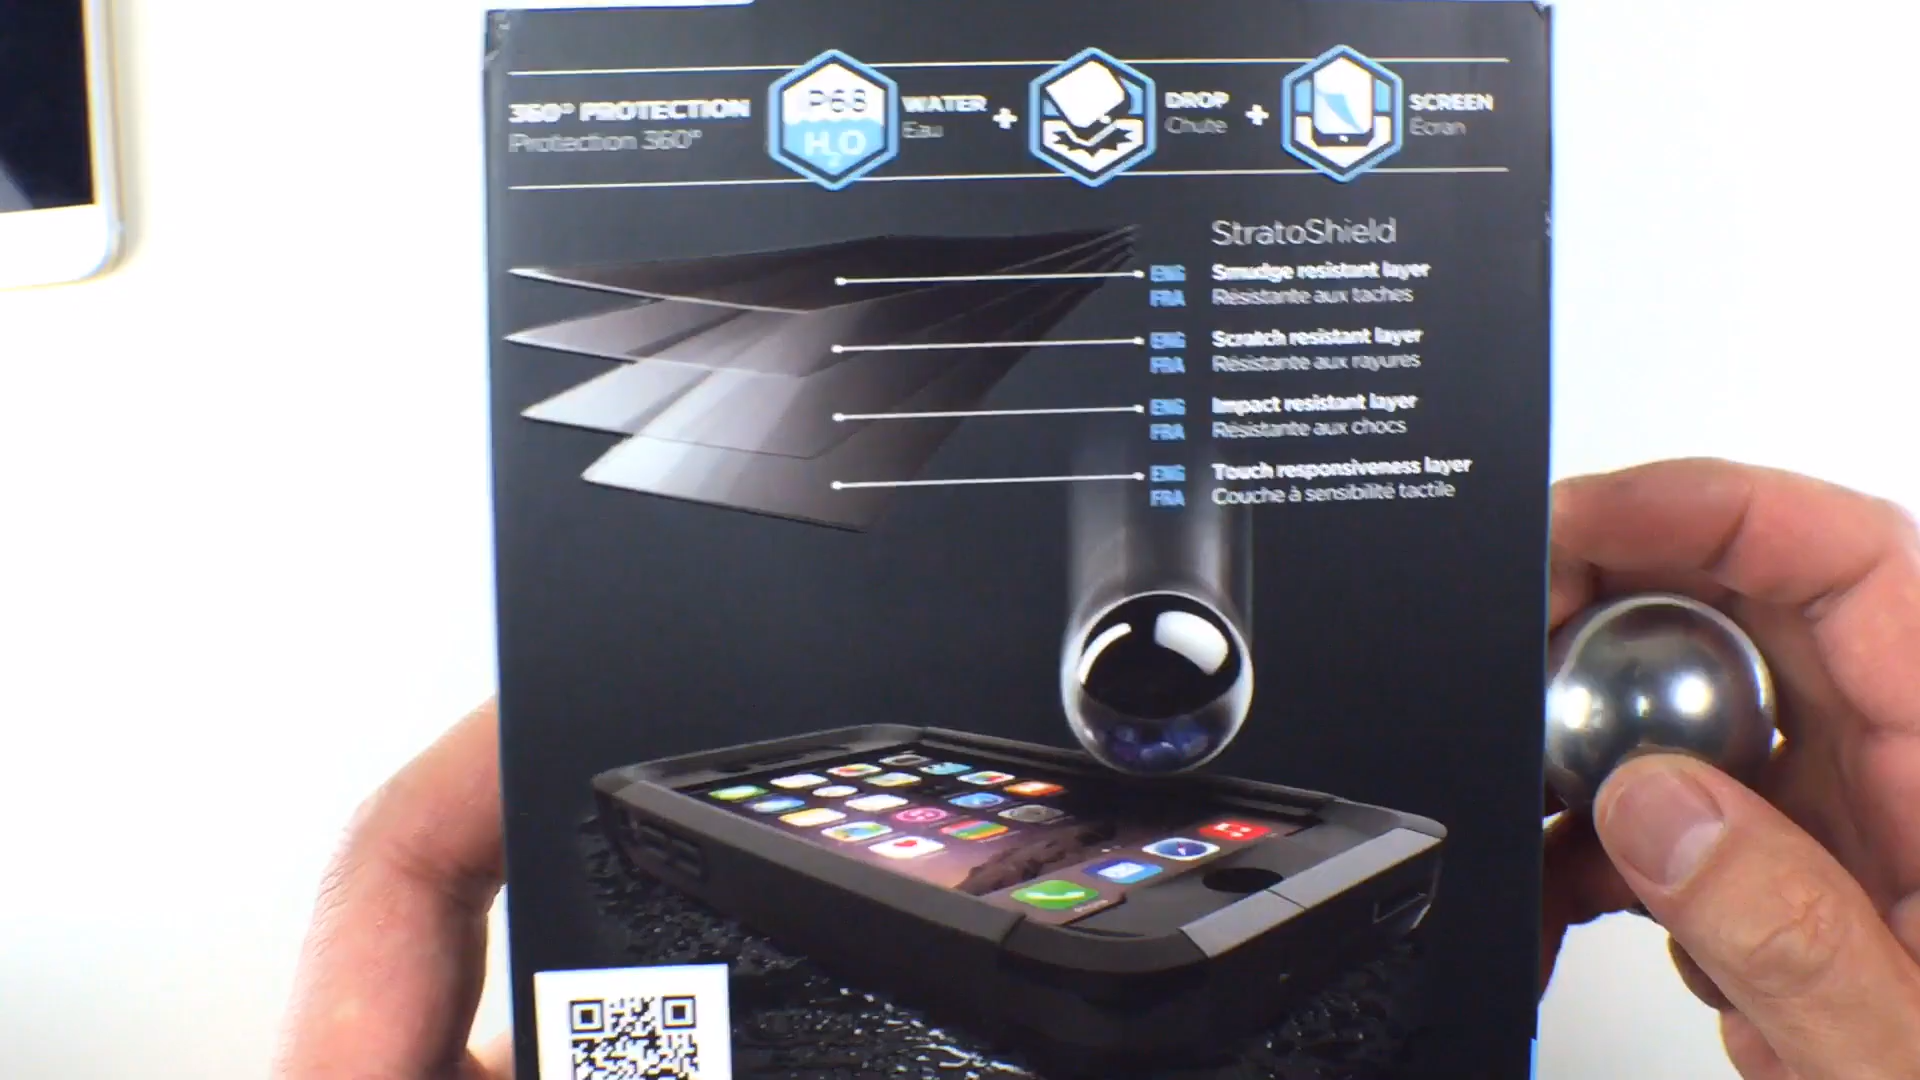 360° PROTECTION
Protection 360°
IP68
H2O
WATER
Eau
+
DROP
Chute
+
SCREEN
Écran
StratoShield
ENG Smudge resistant layer
FRA Résistante aux taches
ENG Scratch resistant layer
FRA Résistante aux rayures
ENG Impact resistant layer
FRA Résistante aux chocs
ENG Touch responsiveness layer
FRA Couche à sensibilité tactile